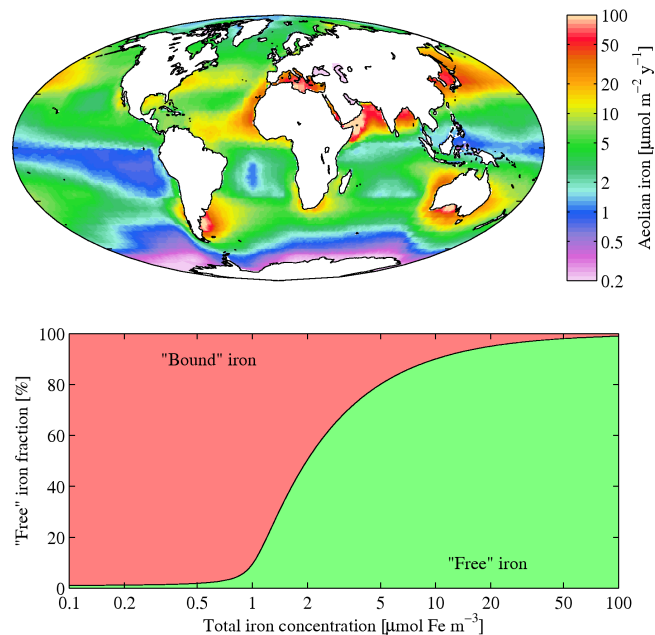 100
50
20
10
5
2
1
0.5
0.2
Aeolian iron [μmol m⁻² y⁻¹]
100
80
60
40
20
0
"Free" iron fraction [%]
"Bound" iron
"Free" iron
0.1 0.2 0.5 1 2 5 10 20 50 100
Total iron concentration [μmol Fe m⁻³]